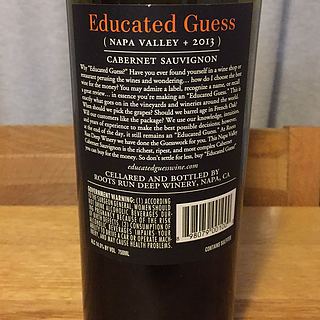 Educated Guess
( NAPA VALLEY + 2013 )
CABERNET SAUVIGNON
Why "Educated Guess?" Have you ever found yourself in a wine shop or
restaurant perusing the wines and wondering... how do I choose the best
wine for the money? You may admire a label, recognize a name, or recall
a great review... in essence you're making an "Educated Guess." This is
exactly what goes on in the vineyards and wineries around the world.
When should we pick the grapes? Should we barrel age in French Oak?
Will our customers like the package? We use our knowledge, instincts,
and years of experience to make the best possible decisions; however,
at the end of the day, it still remains an "Educated Guess." At Roots
Run Deep Winery we have done the Guesswork for you. This Napa Valley
Cabernet Sauvignon is the richest, ripest, and most complex Cabernet
you can buy for the money. So don't settle for less, buy "Educated Guess"
educatedguesswine.com
CELLARED AND BOTTLED BY
ROOTS RUN DEEP WINERY, NAPA, CA
GOVERNMENT WARNING: (1) ACCORDING
TO THE SURGEON GENERAL, WOMEN SHOULD
NOT DRINK ALCOHOLIC BEVERAGES DUR-
ING PREGNANCY BECAUSE OF THE RISK
OF BIRTH DEFECTS. (2) CONSUMPTION OF
ALCOHOLIC BEVERAGES IMPAIRS YOUR
ABILITY TO DRIVE A CAR OR OPERATE MACH-
INERY, AND MAY CAUSE HEALTH PROBLEMS.
ALC 14.5% BY VOL 750ML
CONTAINS SULFITES